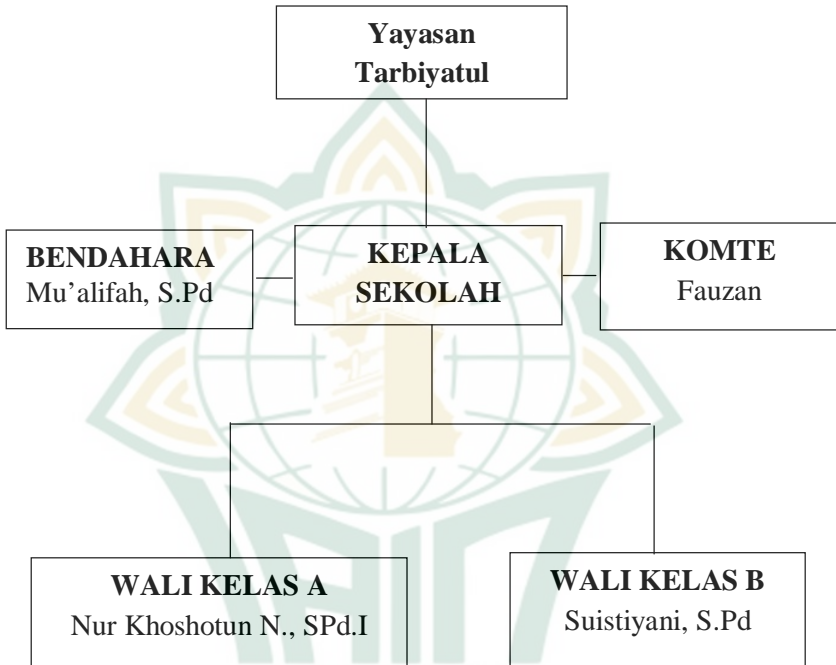 Yayasan
Tarbiyatul
BENDAHARA
Mu’alifah, S.Pd
KEPALA
SEKOLAH
KOMTE
Fauzan
WALI KELAS A
Nur Khoshotun N., SPd.I
WALI KELAS B
Suistiyani, S.Pd
IAIN